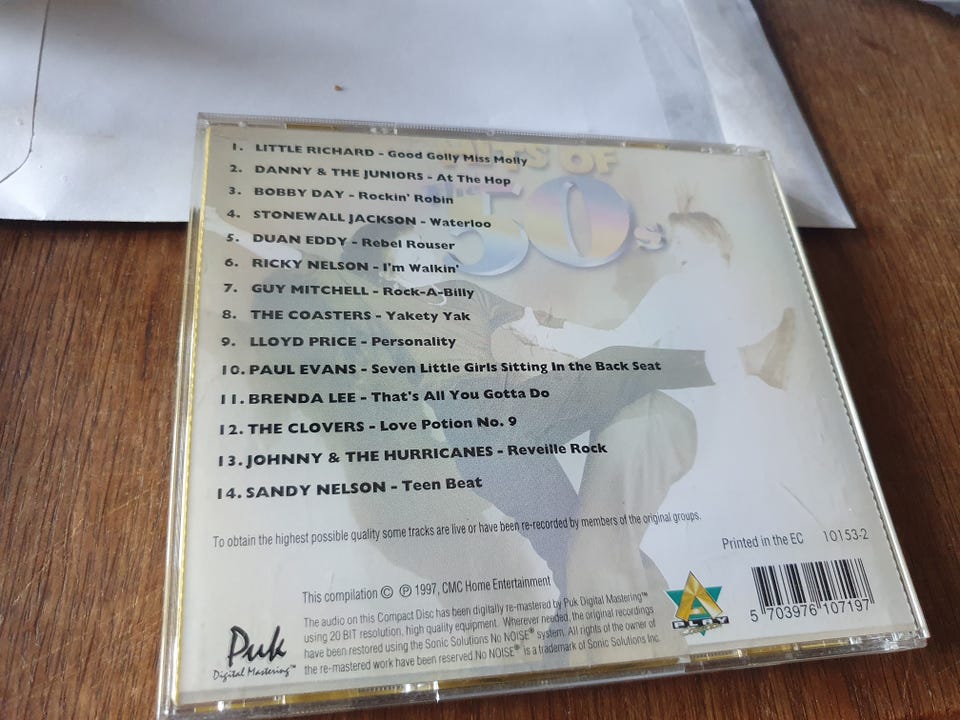 HITS OF
the
50s
1. LITTLE RICHARD - Good Golly Miss Molly
2. DANNY & THE JUNIORS - At The Hop
3. BOBBY DAY - Rockin' Robin
4. STONEWALL JACKSON - Waterloo
5. DUAN EDDY - Rebel Rouser
6. RICKY NELSON - I'm Walkin'
7. GUY MITCHELL - Rock-A-Billy
8. THE COASTERS - Yakety Yak
9. LLOYD PRICE - Personality
10. PAUL EVANS - Seven Little Girls Sitting In the Back Seat
11. BRENDA LEE - That's All You Gotta Do
12. THE CLOVERS - Love Potion No. 9
13. JOHNNY & THE HURRICANES - Reveille Rock
14. SANDY NELSON - Teen Beat
To obtain the highest possible quality some tracks are live or have been re-recorded by members of the original groups.
Printed in the EC 10153-2
This compilation © ℗ 1997, CMC Home Entertainment
The audio on this Compact Disc has been digitally re-mastered by Puk Digital Mastering™
using 20 BIT resolution, high quality equipment. Wherever needed, the original recordings
have been restored using the Sonic Solutions No NOISE® system. All rights of the owner of
the re-mastered work have been reserved. No NOISE® is a trademark of Sonic Solutions Inc.
Puk
Digital Mastering™
A
PLAY
5 703976 107197